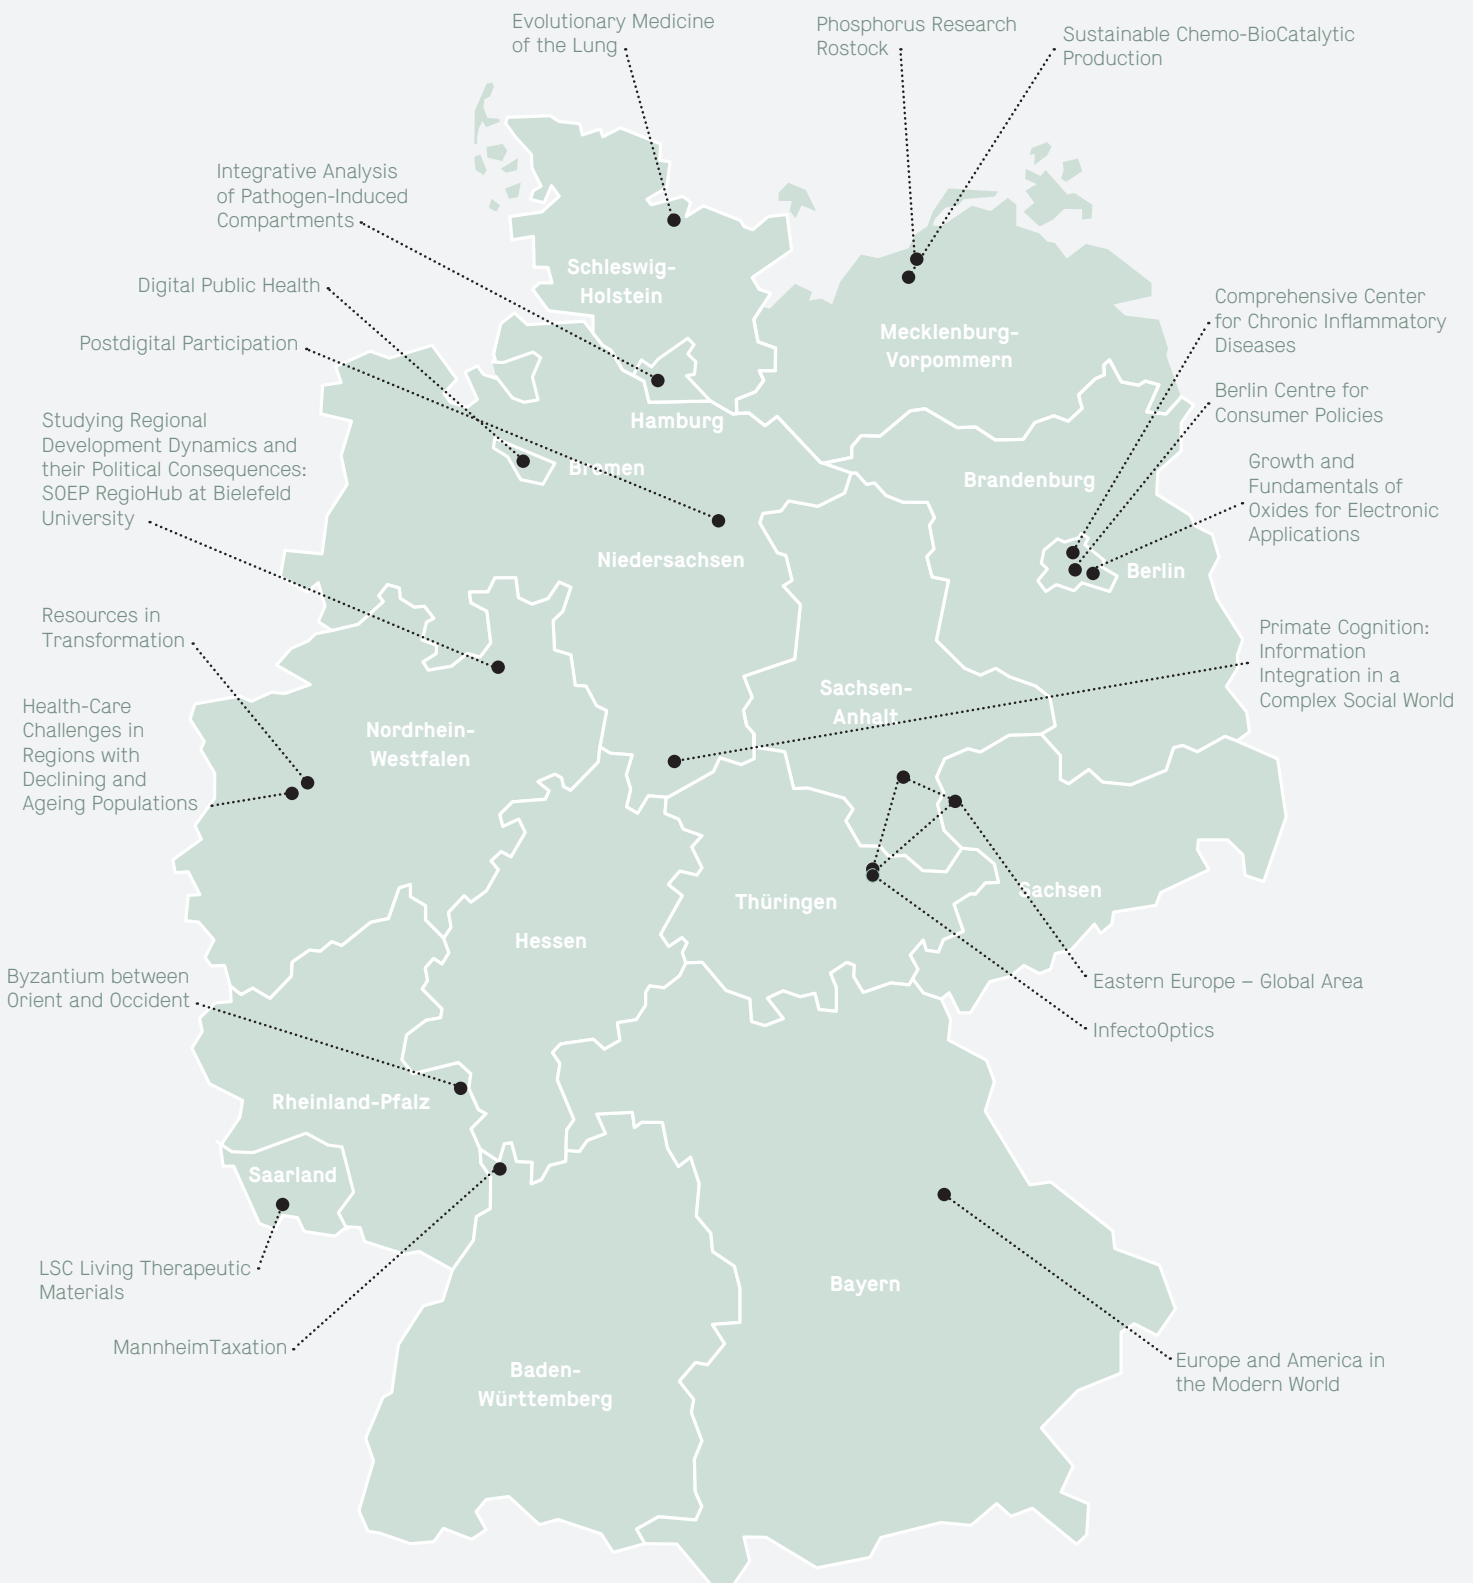 Evolutionary Medicine
of the Lung
Phosphorus Research
Rostock
Sustainable Chemo-BioCatalytic
Production
Integrative Analysis
of Pathogen-Induced
Compartments
Schleswig-
Holstein
Digital Public Health
Comprehensive Center
for Chronic Inflammatory
Diseases
Mecklenburg-
Vorpommern
Postdigital Participation
Berlin Centre for
Consumer Policies
Hamburg
Studying Regional
Development Dynamics and
their Political Consequences:
SOEP RegioHub at Bielefeld
University
Bremen
Brandenburg
Growth and
Fundamentals of
Oxides for Electronic
Applications
Niedersachsen
Berlin
Resources in
Transformation
Primate Cognition:
Information
Integration in a
Complex Social World
Sachsen-
Anhalt
Health-Care
Challenges in
Regions with
Declining and
Ageing Populations
Nordrhein-
Westfalen
Thüringen
Sachsen
Hessen
Byzantium between
Orient and Occident
Eastern Europe – Global Area
InfectoOptics
Rheinland-Pfalz
Saarland
LSC Living Therapeutic
Materials
Bayern
MannheimTaxation
Europe and America in
the Modern World
Baden-
Württemberg